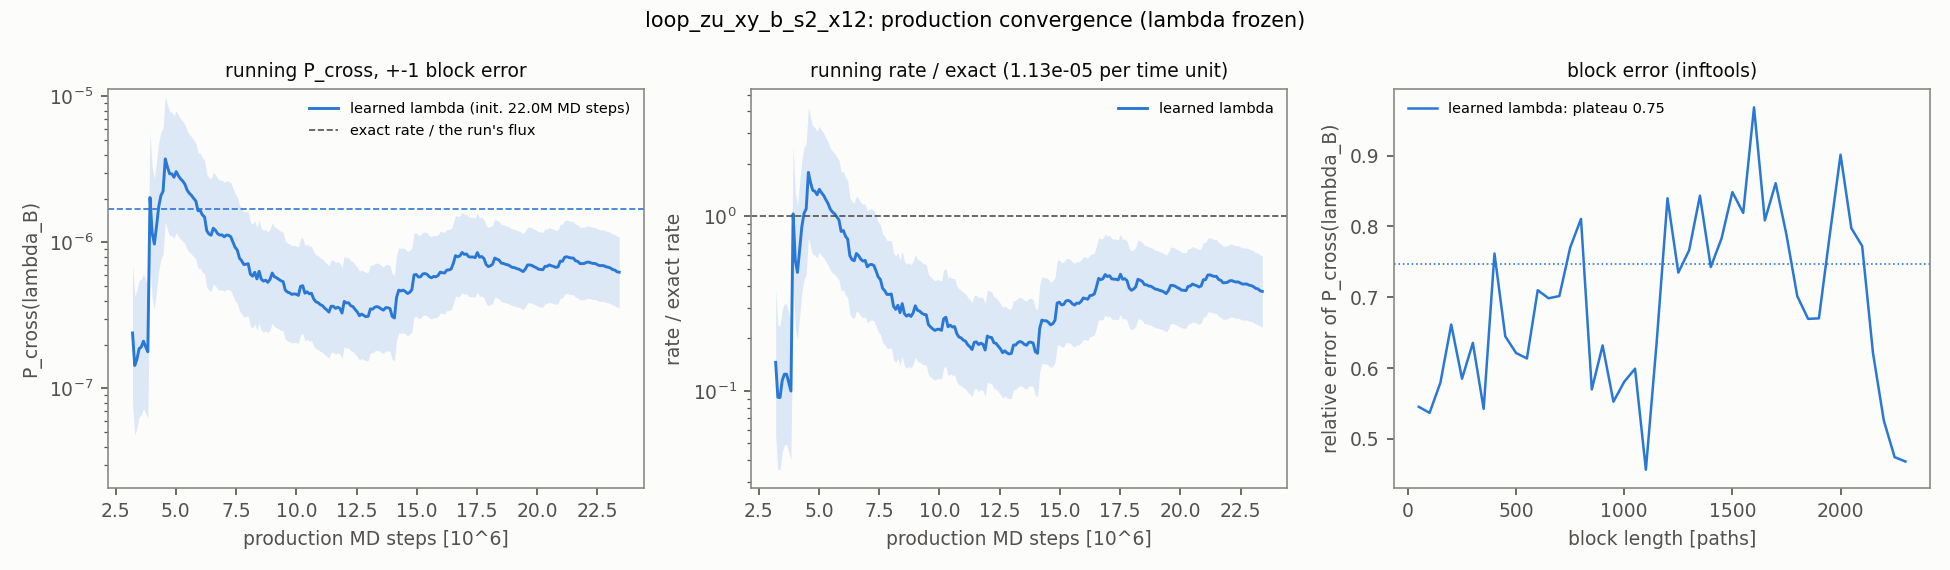 loop_zu_xy_b_s2_x12: production convergence (lambda frozen)
running P_cross, +-1 block error
10^-5
10^-6
10^-7
P_cross(lambda_B)
learned lambda (init. 22.0M MD steps)
exact rate / the run's flux
2.5 5.0 7.5 10.0 12.5 15.0 17.5 20.0 22.5
production MD steps [10^6]
running rate / exact (1.13e-05 per time unit)
10^0
10^-1
rate / exact rate
learned lambda
2.5 5.0 7.5 10.0 12.5 15.0 17.5 20.0 22.5
production MD steps [10^6]
block error (inftools)
0.9
0.8
0.7
0.6
0.5
relative error of P_cross(lambda_B)
learned lambda: plateau 0.75
0 500 1000 1500 2000
block length [paths]